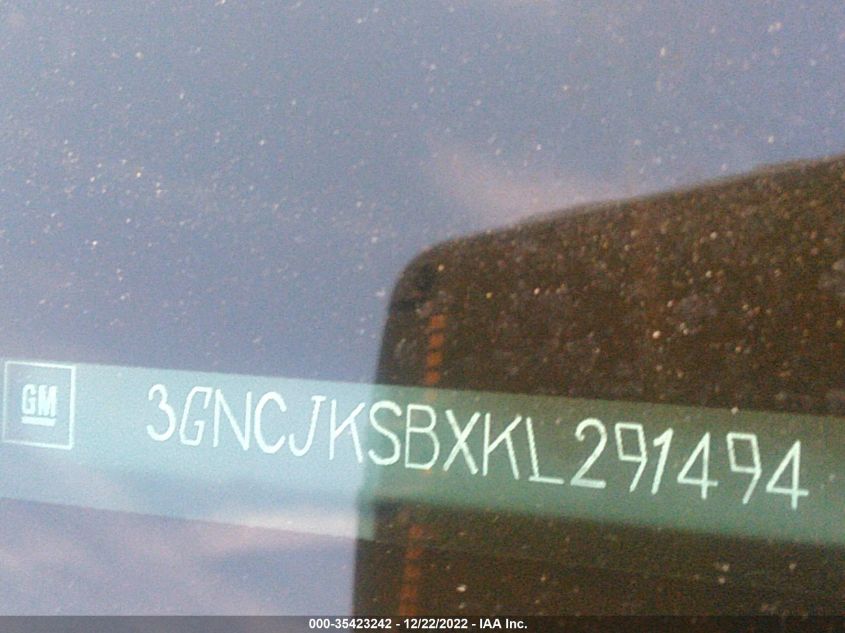 GM 3GNCJKSBXKL291494
000-35423242 - 12/22/2022 - IAA Inc.